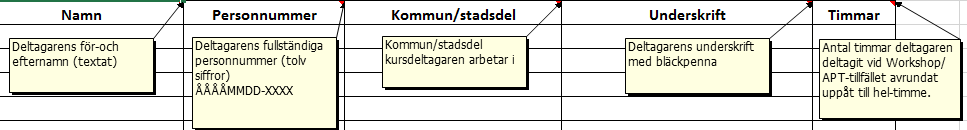 Namn
Personnummer
Kommun/stadsdel
Underskrift
Timmar
Deltagarens för-och
efternamn (textat)
Deltagarens fullständiga
personnummer (tolv
siffror)
ÅÅÅÅMMDD-XXXX
Kommun/stadsdel
kursdeltagaren arbetar i
Deltagarens underskrift
med bläckpenna
Antal timmar deltagaren
deltagit vid Workshop/
APT-tillfället avrundat
uppåt till hel-timme.